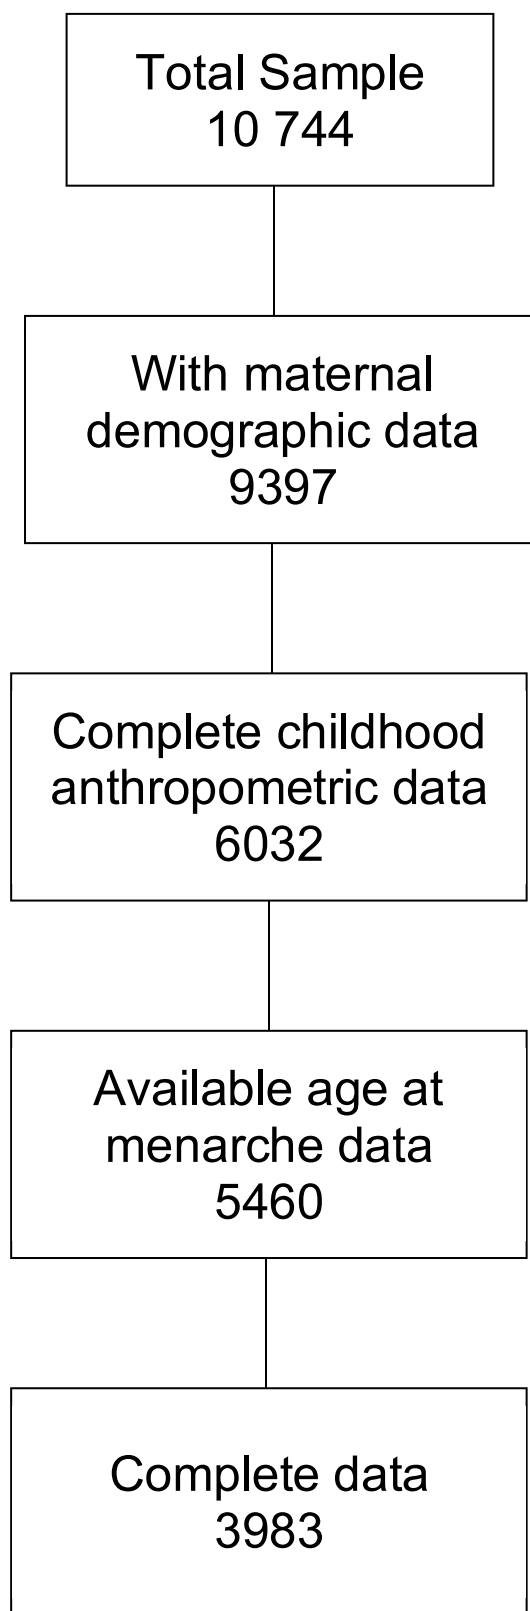 Total Sample
10 744
With maternal
demographic data
9397
Complete childhood
anthropometric data
6032
Available age at
menarche data
5460
Complete data
3983